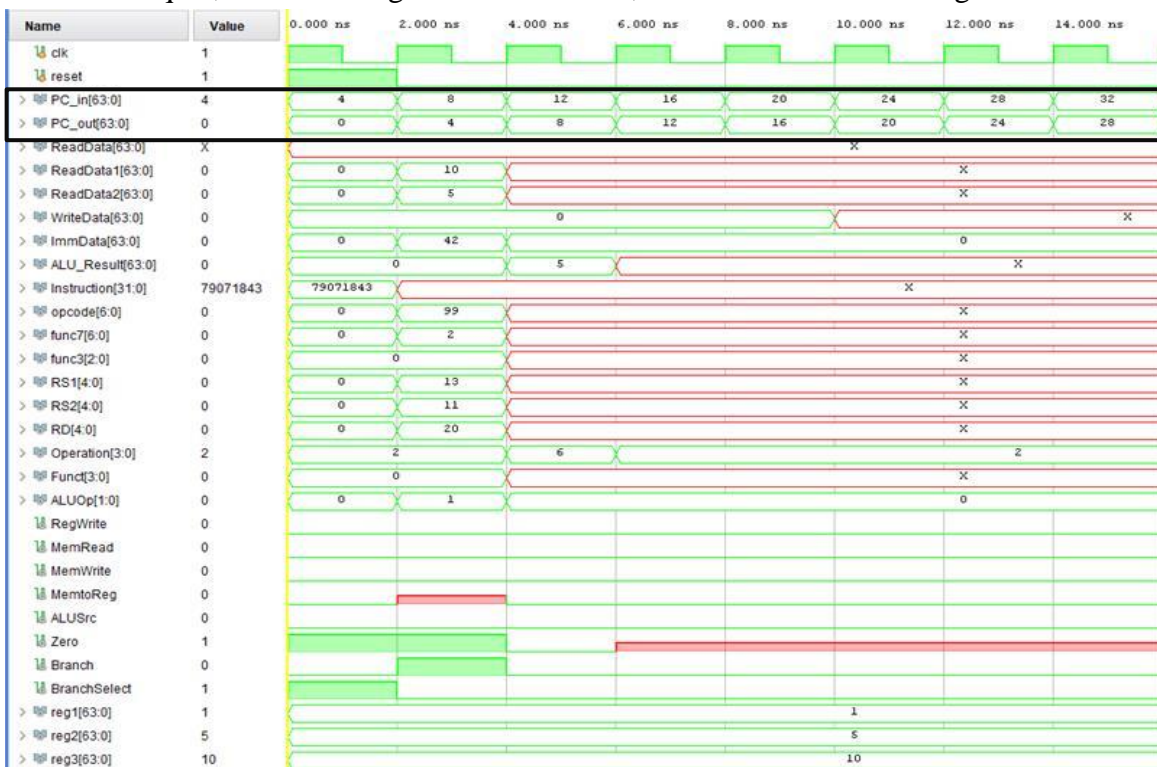 Name Value 0.000 ns 2.000 ns 4.000 ns 6.000 ns 8.000 ns 10.000 ns 12.000 ns 14.000 ns
clk 1
reset 1
> PC_in[63:0] 4 4 8 12 16 20 24 28 32
> PC_out[63:0] 0 0 4 8 12 16 20 24 28
> ReadData[63:0] X X
> ReadData1[63:0] 0 0 10 X
> ReadData2[63:0] 0 0 5 X
> WriteData[63:0] 0 0 X
> ImmData[63:0] 0 0 42 0
> ALU_Result[63:0] 0 0 5 X
> Instruction[31:0] 79071843 79071843 X
> opcode[6:0] 0 0 99 X
> func7[6:0] 0 0 2 X
> func3[2:0] 0 0 X
> RS1[4:0] 0 0 13 X
> RS2[4:0] 0 0 11 X
> RD[4:0] 0 0 20 X
> Operation[3:0] 2 2 6 2
> Funct[3:0] 0 0 X
> ALUOp[1:0] 0 0 1 0
RegWrite 0
MemRead 0
MemWrite 0
MemtoReg 0
ALUSrc 0
Zero 1
Branch 0
BranchSelect 1
> reg1[63:0] 1 1
> reg2[63:0] 5 5
> reg3[63:0] 10 10